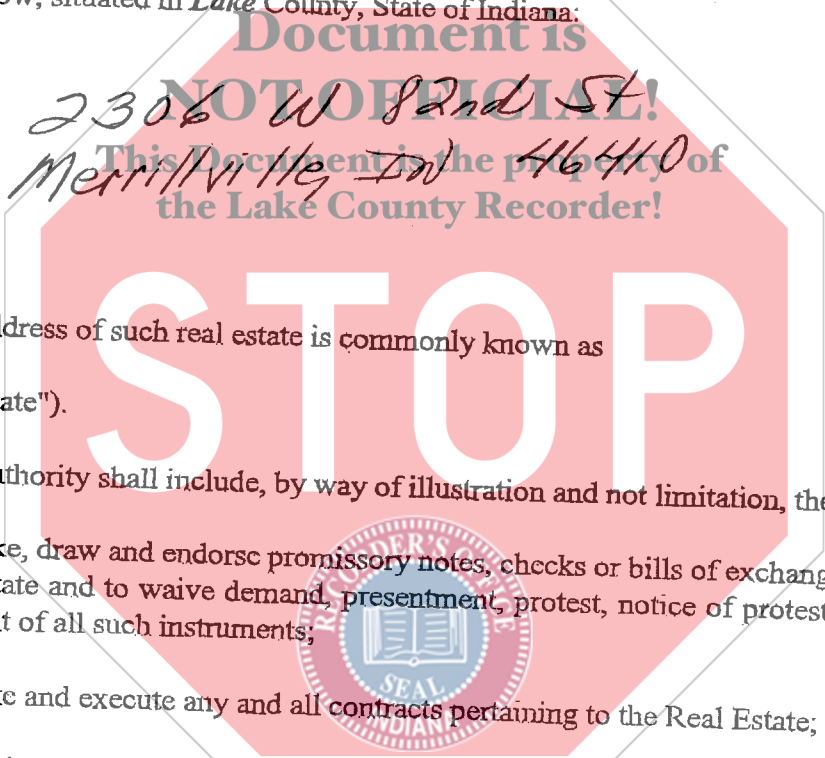 situated in Lake County, State of Indiana:
Document is
NOT OFFICIAL!
2306 W 82nd St
This Document is the property of
Merrillville, IN 46410
the Lake County Recorder!
STOP
dress of such real estate is commonly known as
ate").
thority shall include, by way of illustration and not limitation, the
ke, draw and endorse promissory notes, checks or bills of exchang
tate and to waive demand, presentment, protest, notice of protest
t of all such instruments;
RECORDER'S OFFICE
SEAL
INDIANA
te and execute any and all contracts pertaining to the Real Estate;